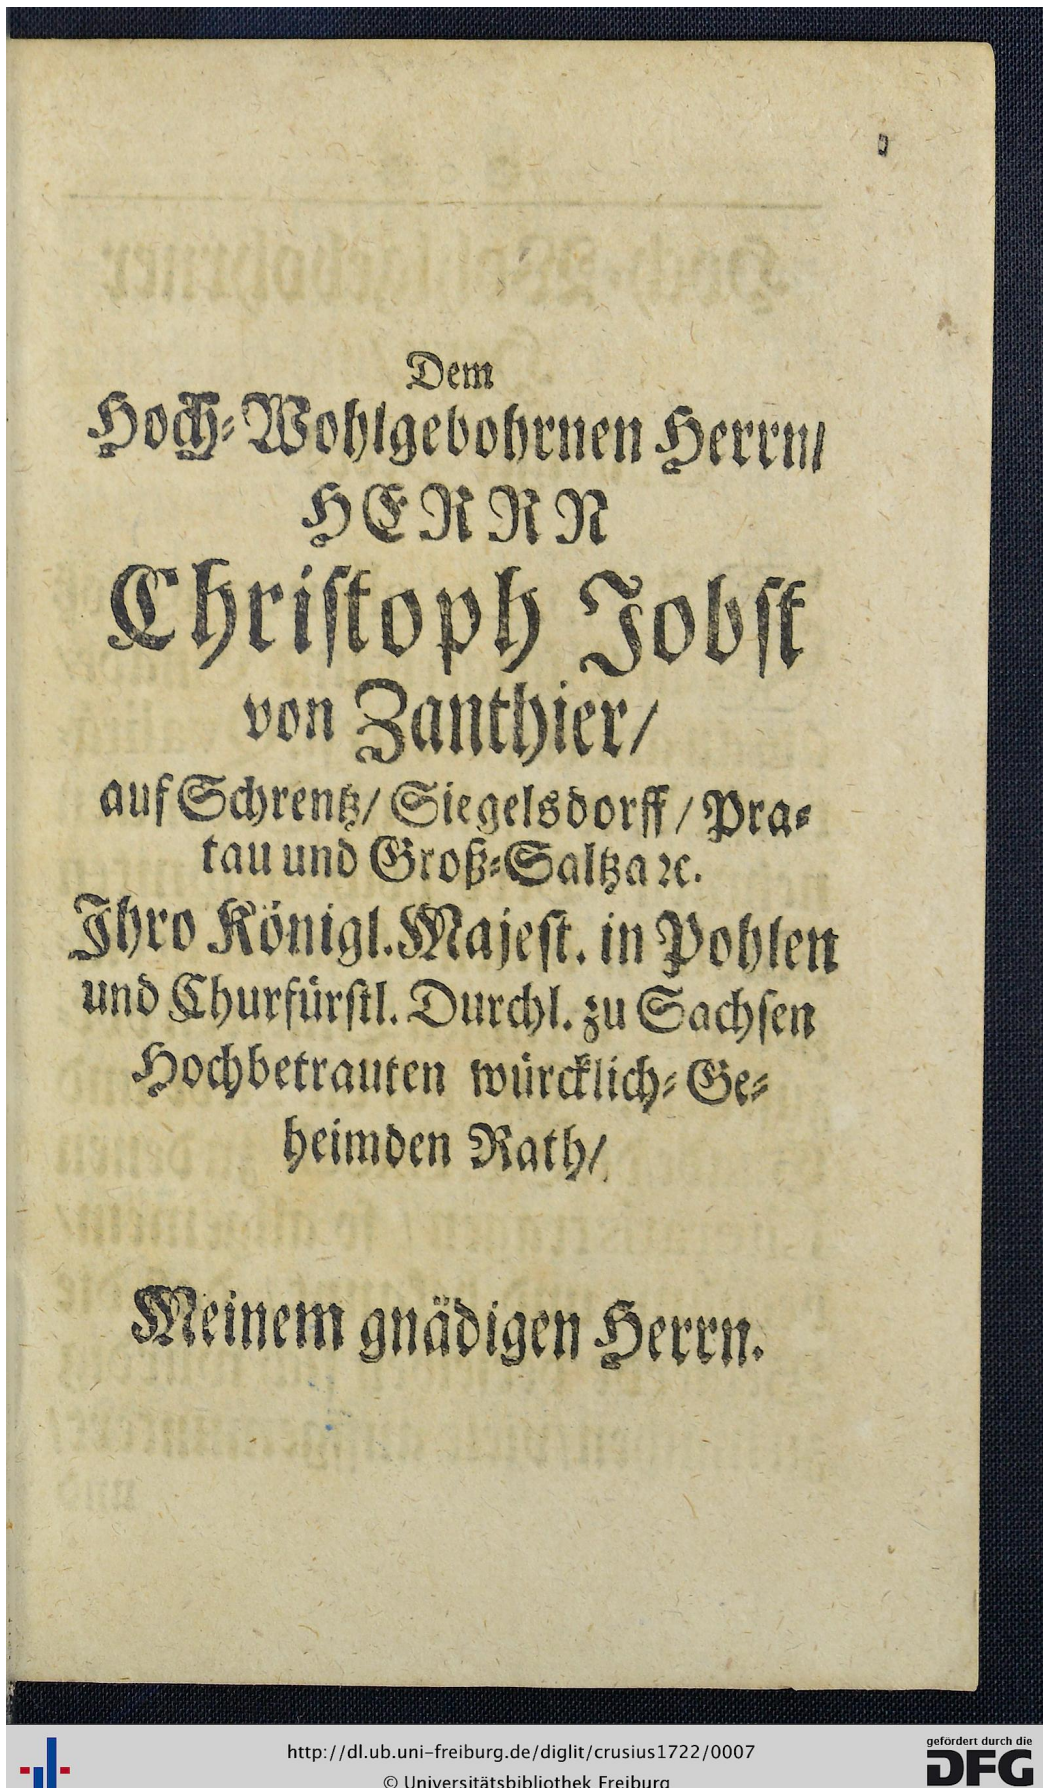 Dem
Hoch-Wohlgebohrnen Herrn/
HERRN
Christoph Jobst
von Zanthier/
auf Schrentz/ Siegelsdorff/ Pra-
tau und Groß-Saltza ꝛc.
Ihro Königl. Majest. in Pohlen
und Churfürstl. Durchl. zu Sachsen
Hochbetrauten würcklich-Ge-
heimden Rath/
Meinem gnädigen Herrn.
http://dl.ub.uni-freiburg.de/diglit/crusius1722/0007
© Universitätsbibliothek Freiburg
gefördert durch die
DFG